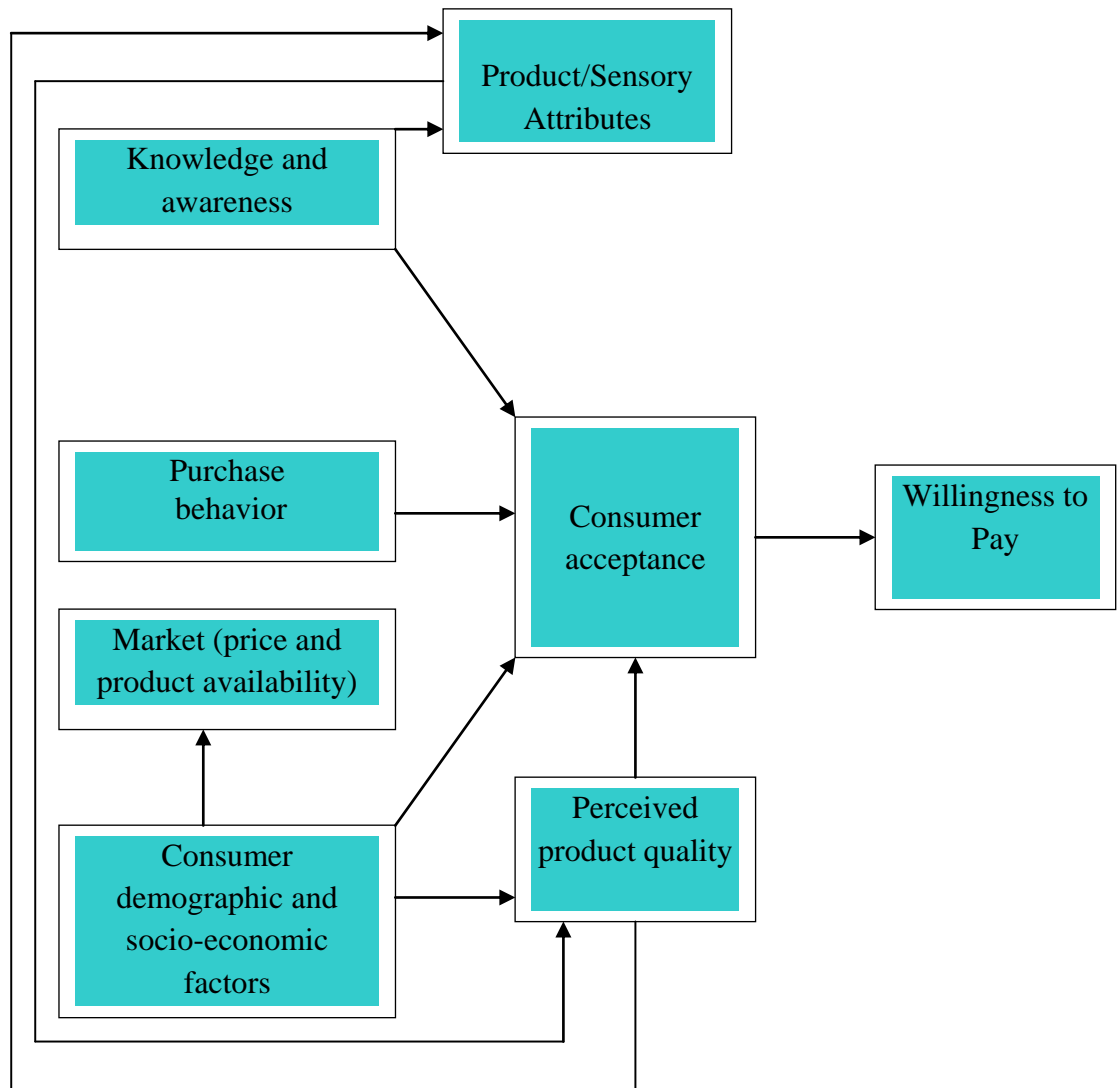 Product/Sensory
Attributes
Knowledge and
awareness
Purchase
behavior
Consumer
acceptance
Willingness to
Pay
Market (price and
product availability)
Perceived
product quality
Consumer
demographic and
socio-economic
factors